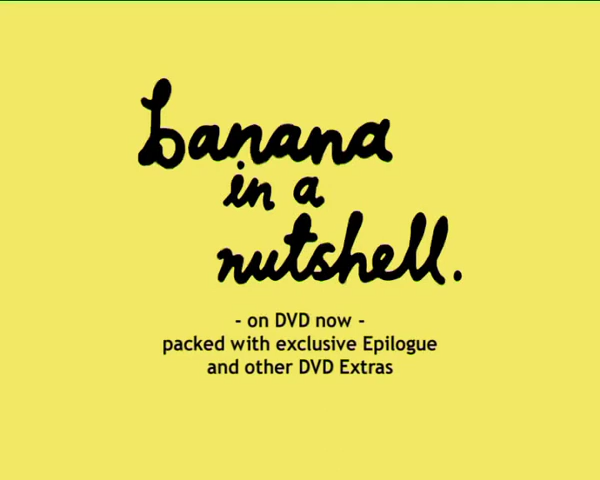 banana
in a
nutshell.
- on DVD now -
packed with exclusive Epilogue
and other DVD Extras